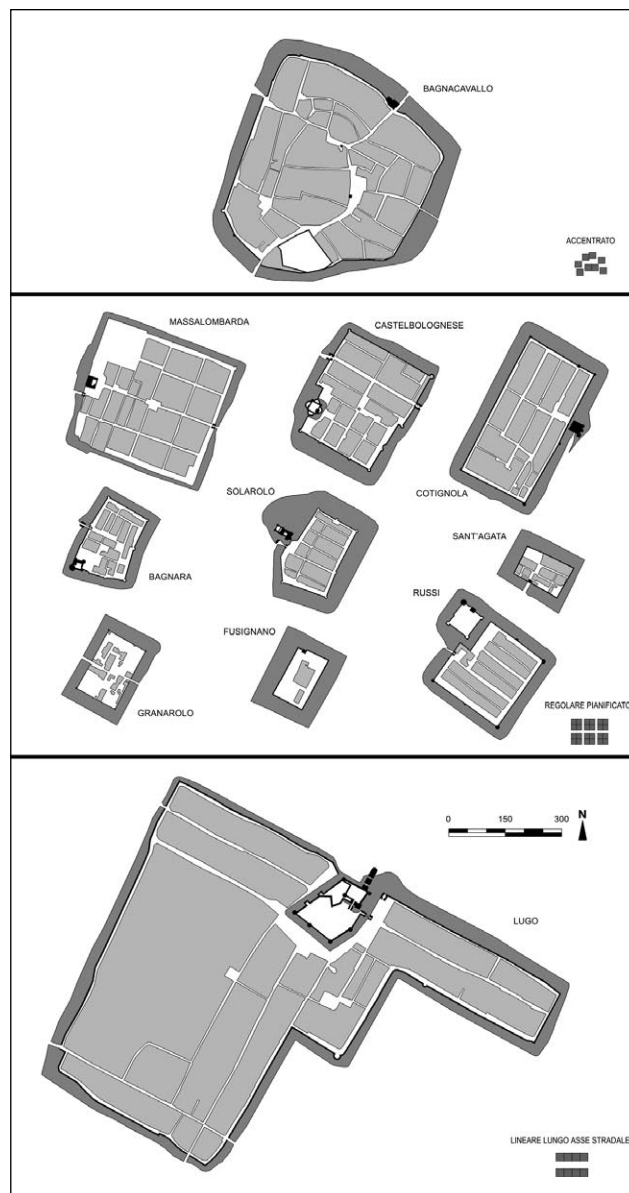 BAGNACAVALLO
ACCENTRATO
MASSALOMBARDA
CASTELBOLOGNESE
SOLAROLO
COTIGNOLA
SANT'AGATA
BAGNARA
RUSSI
FUSIGNANO
GRANAROLO
REGOLARE PIANIFICATO
0 150 300 N
LUGO
LINEARE LUNGO ASSE STRADALE